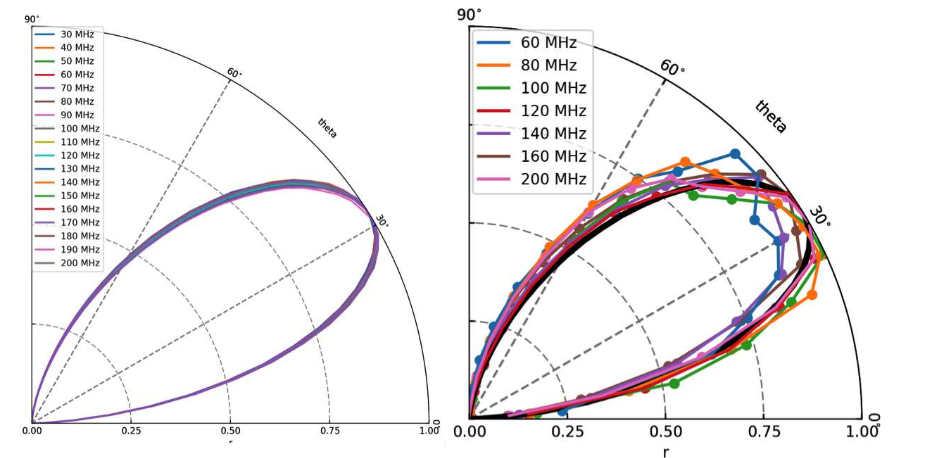 90°
30 MHz
40 MHz
50 MHz
60 MHz
70 MHz
80 MHz
90 MHz
100 MHz
110 MHz
120 MHz
130 MHz
140 MHz
150 MHz
160 MHz
170 MHz
180 MHz
190 MHz
200 MHz
60°
theta
30°
0°
0.00 0.25 0.50 0.75 1.00
90°
60 MHz
80 MHz
100 MHz
120 MHz
140 MHz
160 MHz
200 MHz
60°
theta
30°
0°
0.00 0.25 0.50 0.75 1.00
r